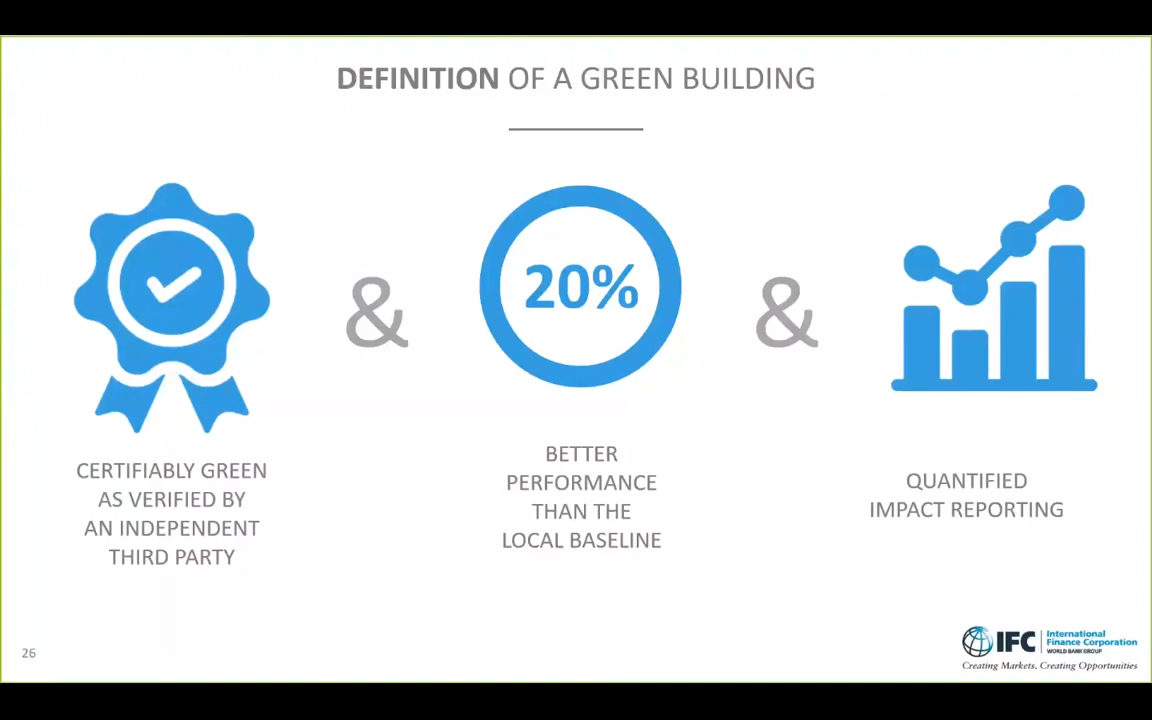 DEFINITION OF A GREEN BUILDING
&
20%
&
CERTIFIABLY GREEN
AS VERIFIED BY
AN INDEPENDENT
THIRD PARTY
BETTER
PERFORMANCE
THAN THE
LOCAL BASELINE
QUANTIFIED
IMPACT REPORTING
26
IFC
International
Finance Corporation
WORLD BANK GROUP
Creating Markets, Creating Opportunities